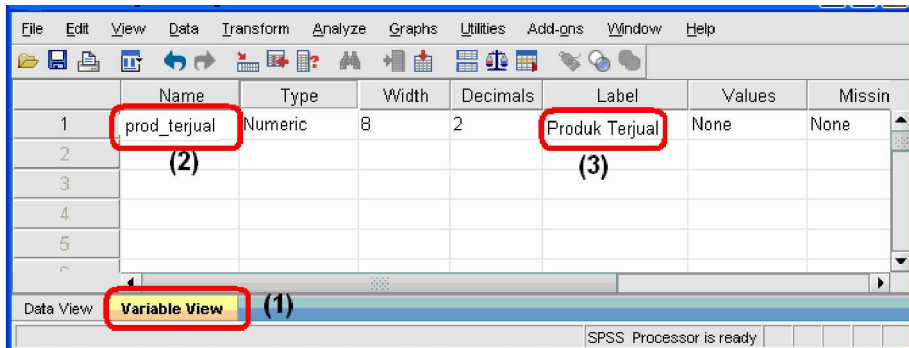 File Edit View Data Transform Analyze Graphs Utilities Add-ons Window Help
Name Type Width Decimals Label Values Missin
1 prod_terjual Numeric 8 2 Produk Terjual None None
2 (2) (3)
3
4
5
Data View Variable View (1)
SPSS Processor is ready